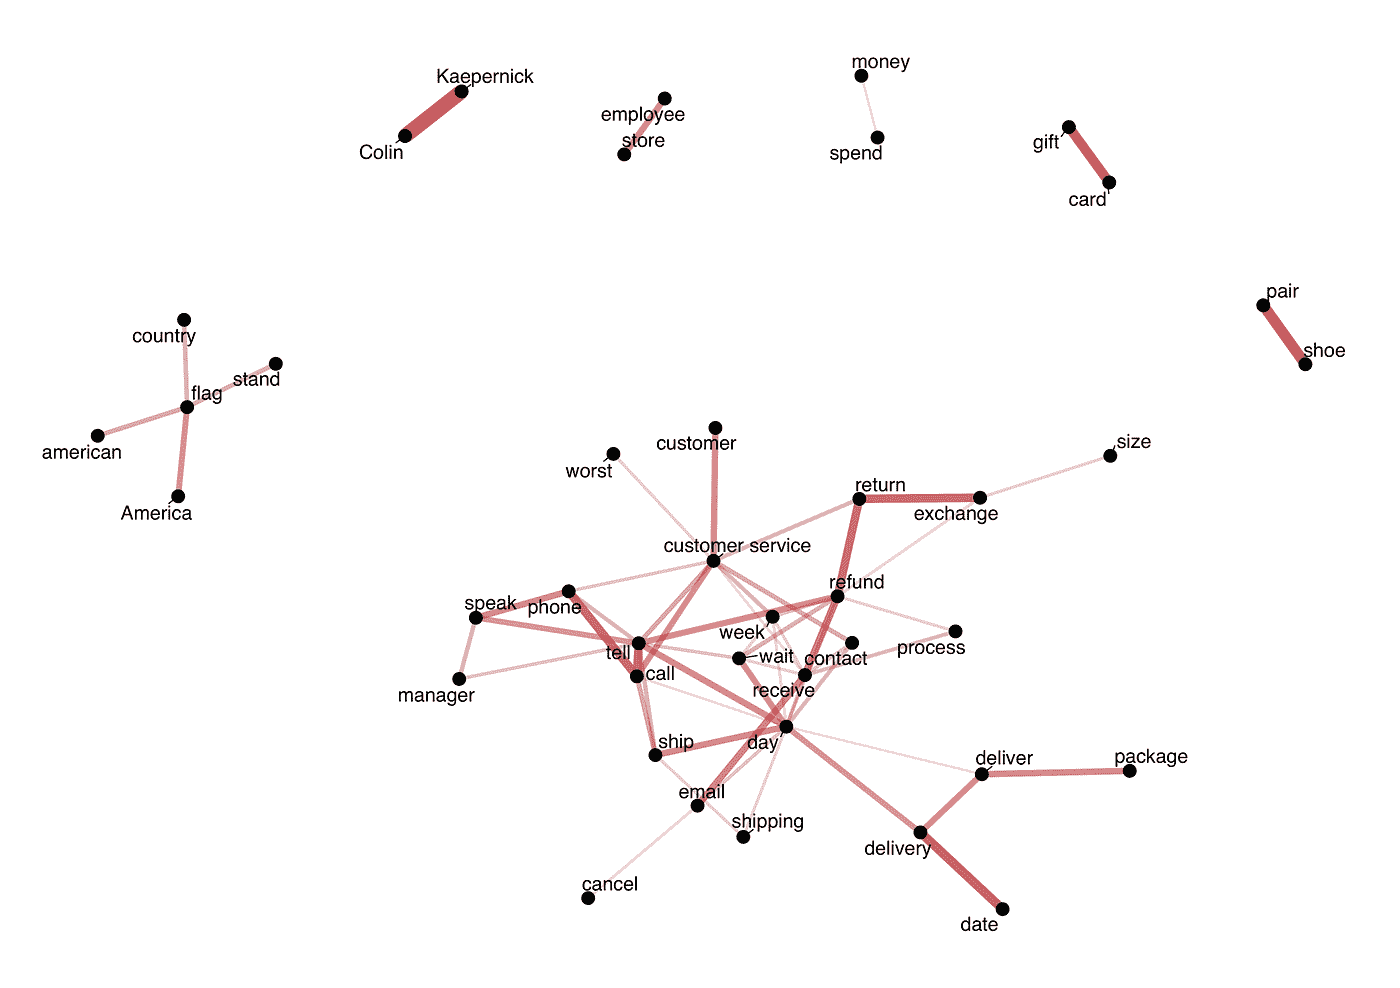 money
Kaepernick
employee
store
gift
Colin
spend
card
pair
country
shoe
stand
flag
size
customer
american
worst
return
America
exchange
customer service
refund
speak
phone
week
tell
wait
contact
process
call
manager
receive
ship
day
deliver
package
email
shipping
delivery
cancel
date